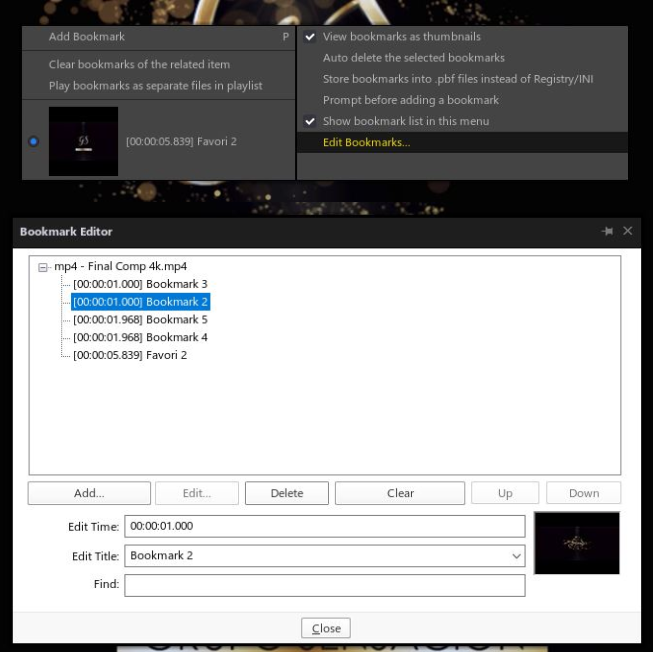 Add Bookmark P
Clear bookmarks of the related item
Play bookmarks as separate files in playlist
[00:00:05.839] Favori 2
View bookmarks as thumbnails
Auto delete the selected bookmarks
Store bookmarks into .pbf files instead of Registry/INI
Prompt before adding a bookmark
Show bookmark list in this menu
Edit Bookmarks...
Bookmark Editor
mp4 - Final Comp 4k.mp4
[00:00:01.000] Bookmark 3
[00:00:01.000] Bookmark 2
[00:00:01.968] Bookmark 5
[00:00:01.968] Bookmark 4
[00:00:05.839] Favori 2
Add... Edit... Delete Clear Up Down
Edit Time: 00:00:01.000
Edit Title: Bookmark 2
Find:
Close